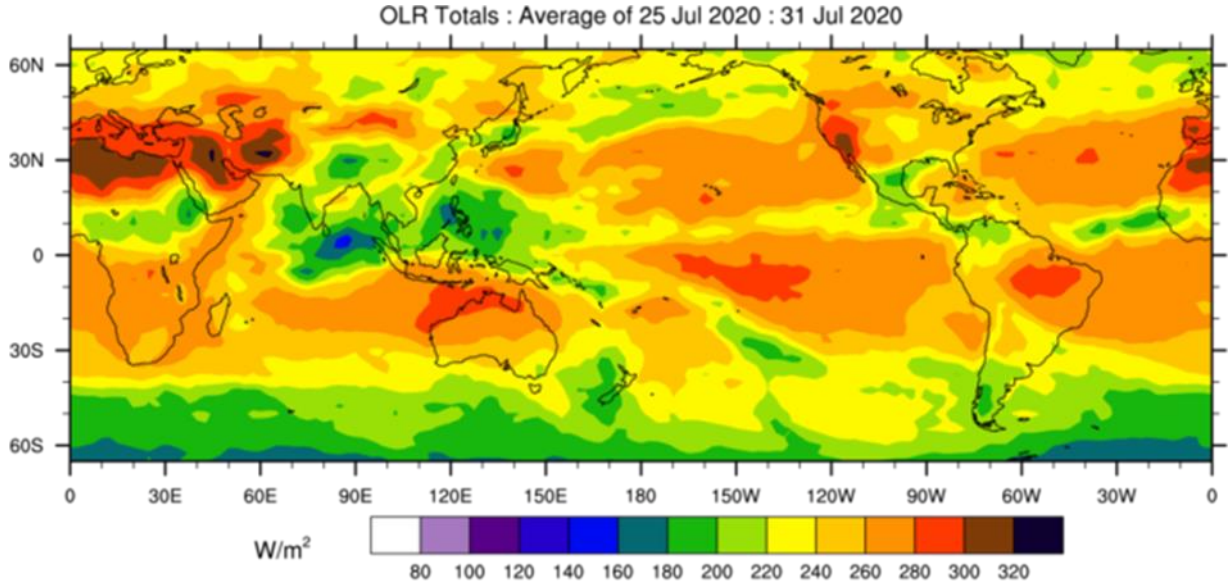 OLR Totals : Average of 25 Jul 2020 : 31 Jul 2020
60N
30N
0
30S
60S
0 30E 60E 90E 120E 150E 180 150W 120W 90W 60W 30W 0
W/m²
80 100 120 140 160 180 200 220 240 260 280 300 320